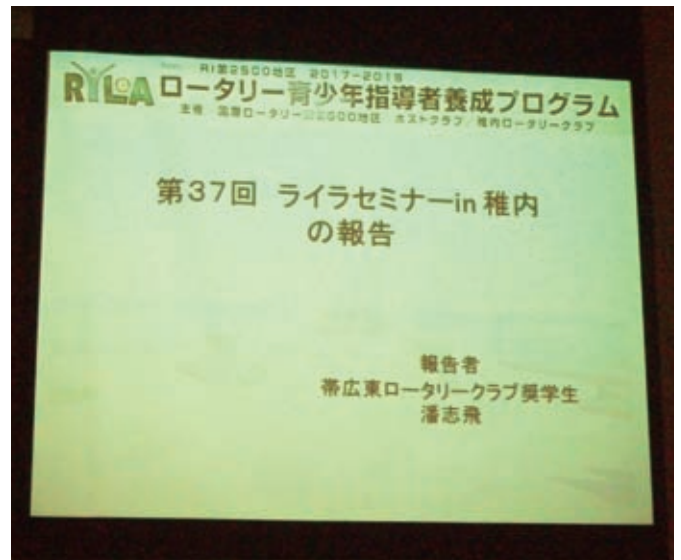 RI第2500地区 2017-2018
RYLA ロータリー青少年指導者養成プログラム
主催 国際ロータリー第2500地区 ホストクラブ/稚内ロータリークラブ
第37回 ライラセミナーin 稚内
の報告
報告者
帯広東ロータリークラブ奨学生
潘志飛